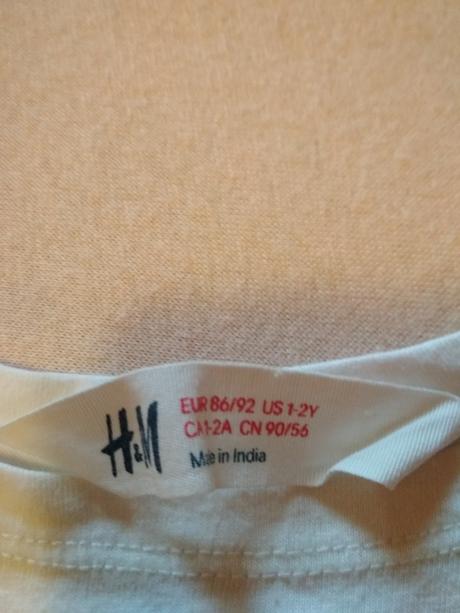 H&M
EUR 86/92 US 1-2Y
CA 1-2A CN 90/56
Made in India